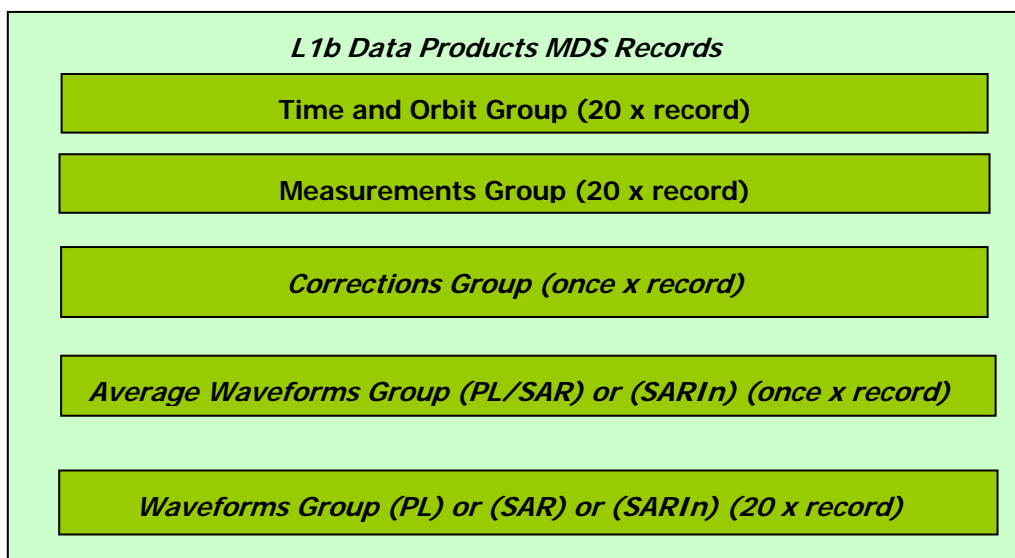 L1b Data Products MDS Records
Time and Orbit Group (20 x record)
Measurements Group (20 x record)
Corrections Group (once x record)
Average Waveforms Group (PL/SAR) or (SARIn) (once x record)
Waveforms Group (PL) or (SAR) or (SARIn) (20 x record)